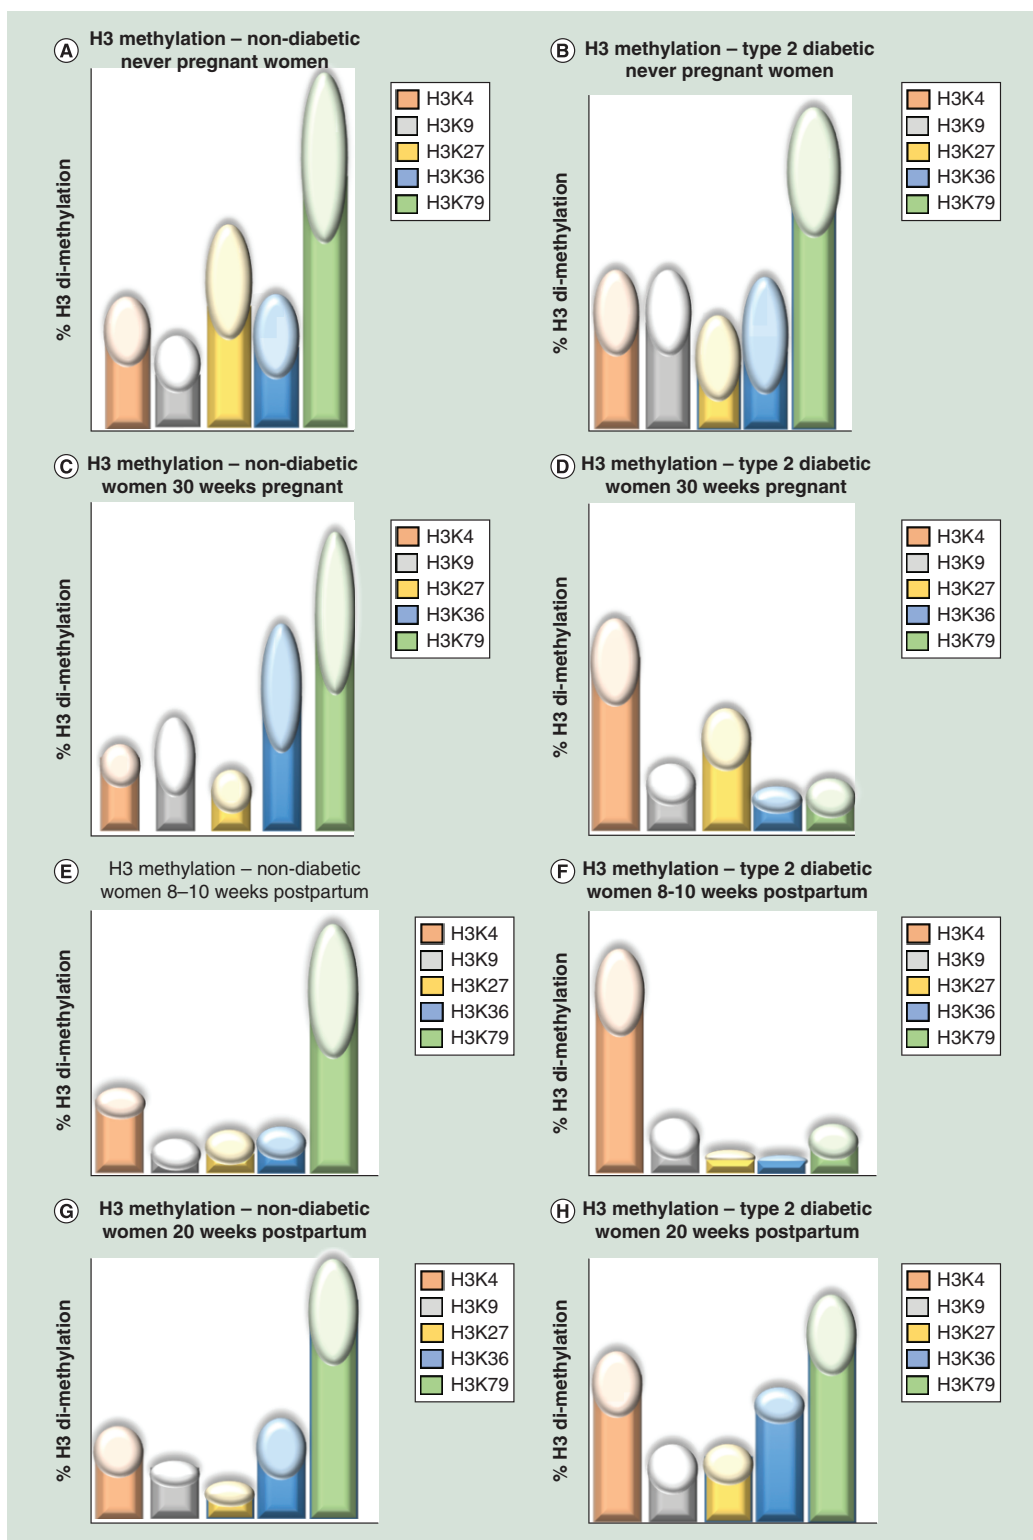 A
H3 methylation – non-diabetic
never pregnant women
% H3 di-methylation
H3K4
H3K9
H3K27
H3K36
H3K79
B
H3 methylation – type 2 diabetic
never pregnant women
% H3 di-methylation
H3K4
H3K9
H3K27
H3K36
H3K79
C
H3 methylation – non-diabetic
women 30 weeks pregnant
% H3 di-methylation
H3K4
H3K9
H3K27
H3K36
H3K79
D
H3 methylation – type 2 diabetic
women 30 weeks pregnant
% H3 di-methylation
H3K4
H3K9
H3K27
H3K36
H3K79
E
H3 methylation – non-diabetic
women 8–10 weeks postpartum
% H3 di-methylation
H3K4
H3K9
H3K27
H3K36
H3K79
F
H3 methylation – type 2 diabetic
women 8-10 weeks postpartum
% H3 di-methylation
H3K4
H3K9
H3K27
H3K36
H3K79
G
H3 methylation – non-diabetic
women 20 weeks postpartum
% H3 di-methylation
H3K4
H3K9
H3K27
H3K36
H3K79
H
H3 methylation – type 2 diabetic
women 20 weeks postpartum
% H3 di-methylation
H3K4
H3K9
H3K27
H3K36
H3K79